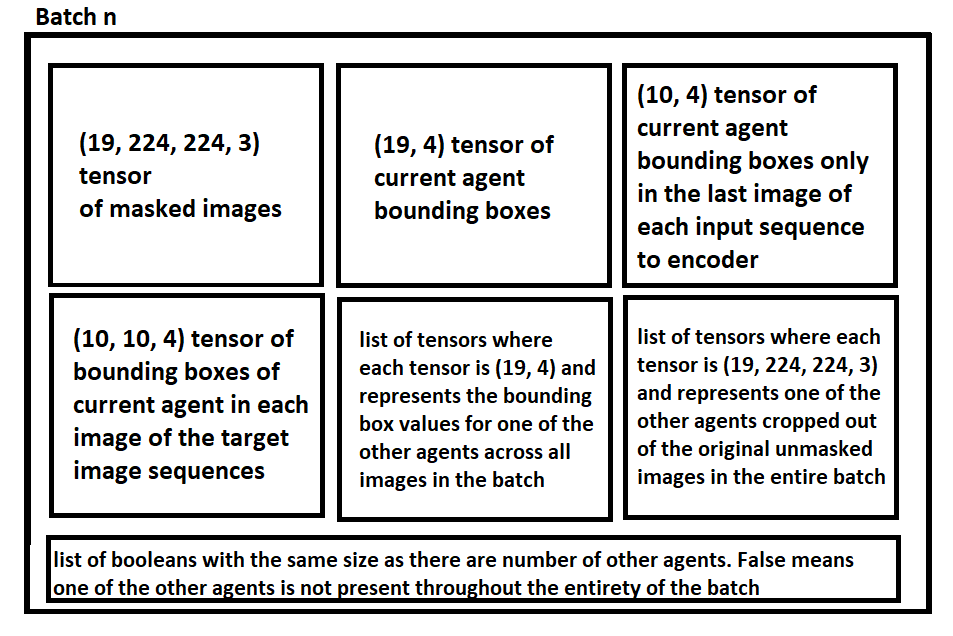 Batch n
(19, 224, 224, 3)
tensor
of masked images
(19, 4) tensor of
current agent
bounding boxes
(10, 4) tensor of
current agent
bounding boxes only
in the last image of
each input sequence
to encoder
(10, 10, 4) tensor of
bounding boxes of
current agent in each
image of the target
image sequences
list of tensors where
each tensor is (19, 4) and
represents the bounding
box values for one of the
other agents across all
images in the batch
list of tensors where each
tensor is (19, 224, 224, 3)
and represents one of the
other agents cropped out
of the original unmasked
images in the entire batch
list of booleans with the same size as there are number of other agents. False means
one of the other agents is not present throughout the entirety of the batch